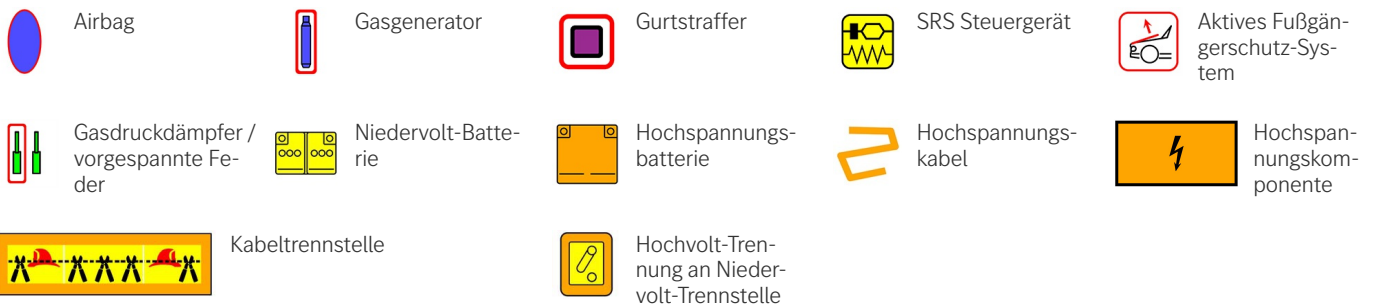 Airbag
Gasgenerator
Gurtstraffer
SRS Steuergerät
Aktives Fußgän-
gerschutz-Sys-
tem
Gasdruckdämpfer /
vorgespannte Fe-
der
Niedervolt-Batte-
rie
Hochspannungs-
batterie
Hochspannungs-
kabel
Hochspan-
nungskom-
ponente
Kabeltrennstelle
Hochvolt-Tren-
nung an Nieder-
volt-Trennstelle